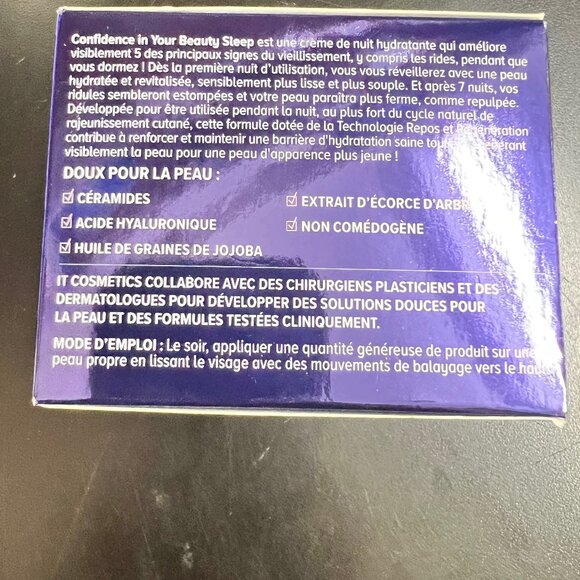 Confidence in Your Beauty Sleep est une crème de nuit hydratante qui améliore
visiblement 5 des principaux signes du vieillissement, y compris les rides, pendant que
vous dormez ! Dès la première nuit d'utilisation, vous vous réveillerez avec une peau
hydratée et revitalisée, sensiblement plus lisse et plus souple. Et après 7 nuits, vos
ridules sembleront estompées et votre peau paraîtra plus ferme, comme repulpée.
Développée pour être utilisée pendant la nuit, au plus fort du cycle naturel de
rajeunissement cutané, cette formule dotée de la Technologie Repos et Régénération
contribue à renforcer et maintenir une barrière d'hydratation saine tout
visiblement la peau pour une peau d'apparence plus jeune !
DOUX POUR LA PEAU :
CÉRAMIDES
EXTRAIT D'ÉCORCE D'ARBRE
ACIDE HYALURONIQUE
NON COMÉDOGÈNE
HUILE DE GRAINES DE JOJOBA
IT COSMETICS COLLABORE AVEC DES CHIRURGIENS PLASTICIENS ET DES
DERMATOLOGUES POUR DÉVELOPPER DES SOLUTIONS DOUCES POUR
LA PEAU ET DES FORMULES TESTÉES CLINIQUEMENT.
MODE D'EMPLOI : Le soir, appliquer une quantité généreuse de produit sur une
peau propre en lissant le visage avec des mouvements de balayage vers le haut.